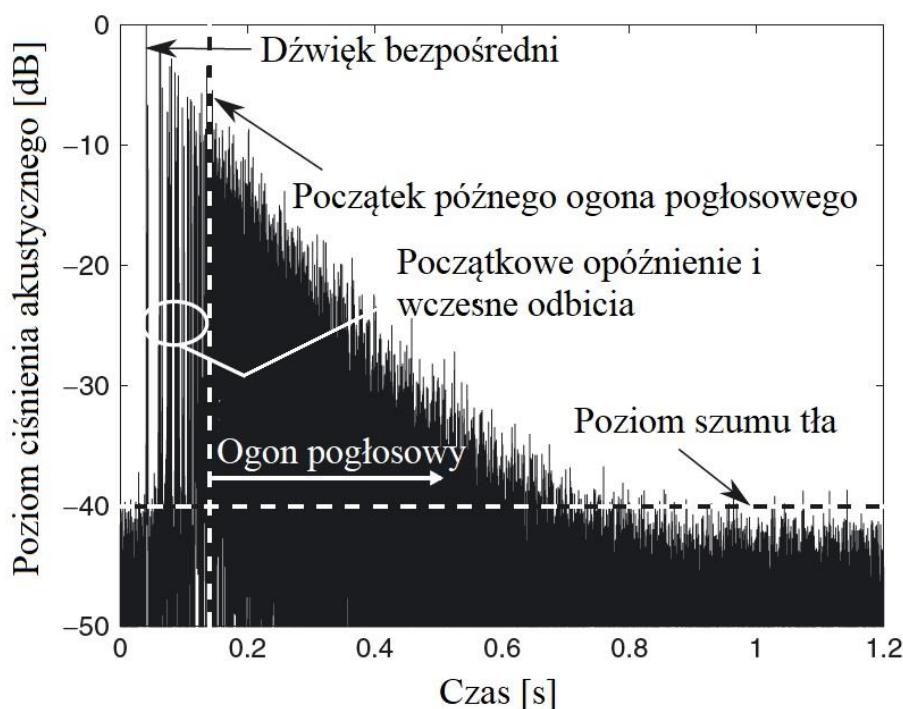 Poziom ciśnienia akustycznego [dB]
0
−10
−20
−30
−40
−50
Dźwięk bezpośredni
Początek późnego ogona pogłosowego
Początkowe opóźnienie i
wczesne odbicia
Ogon pogłosowy
Poziom szumu tła
0
0.2
0.4
0.6
0.8
1
1.2
Czas [s]